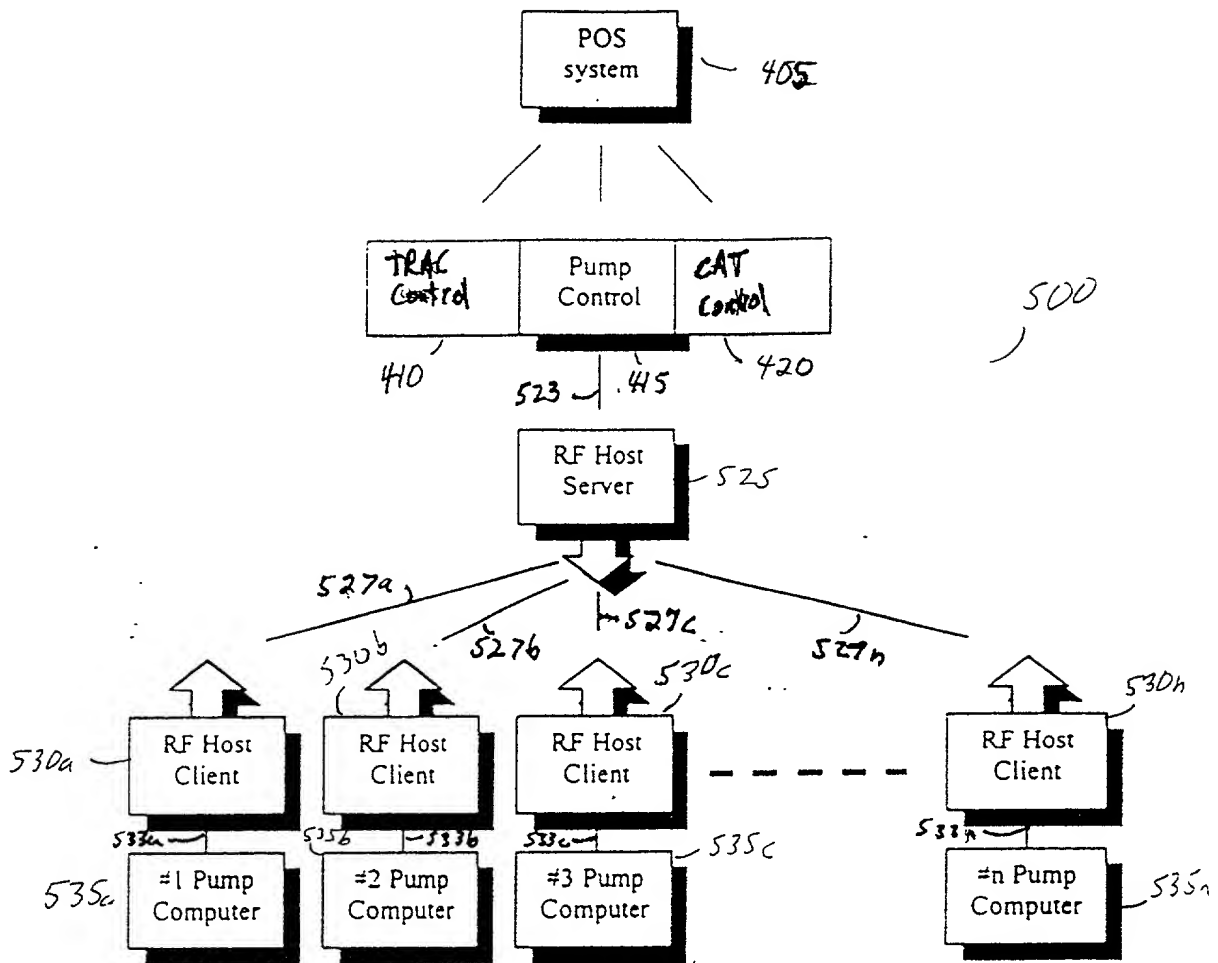 POS
system
405
TRAC
Control
Pump
Control
CAT
Control
500
410
415
420
523
RF Host
Server
525
527a
527b
527c
527n
530b
530c
530n
530a
RF Host
Client
RF Host
Client
RF Host
Client
RF Host
Client
533a
535b
533b
533c
535c
533n
535a
#1 Pump
Computer
#2 Pump
Computer
#3 Pump
Computer
#n Pump
Computer
535n